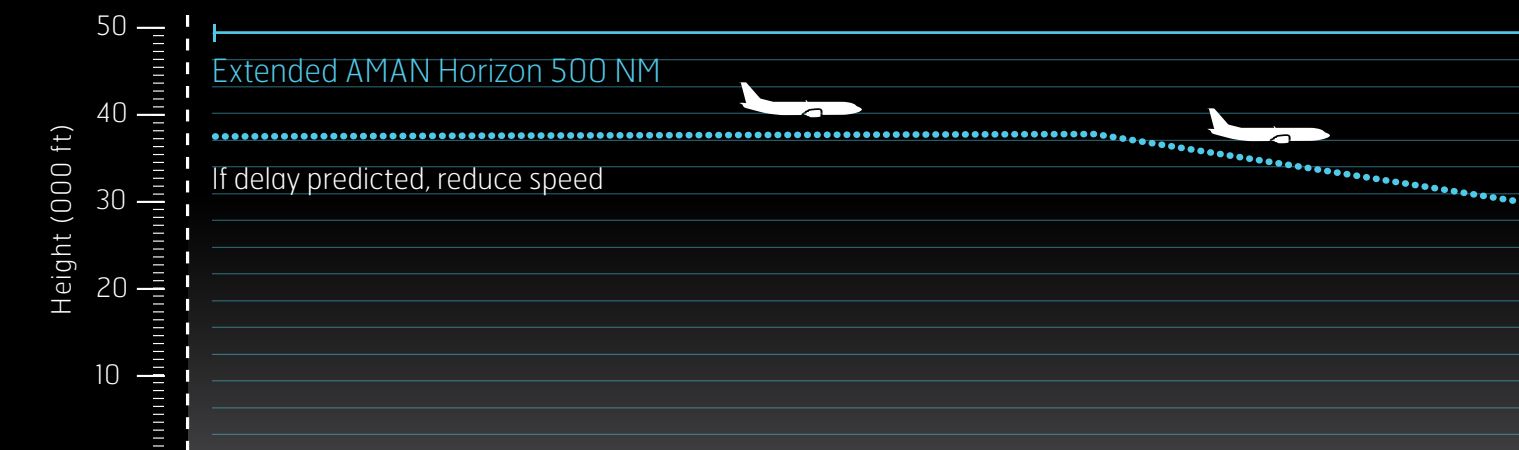 50
Extended AMAN Horizon 500 NM
40
If delay predicted, reduce speed
30
Height (000 ft)
20
10